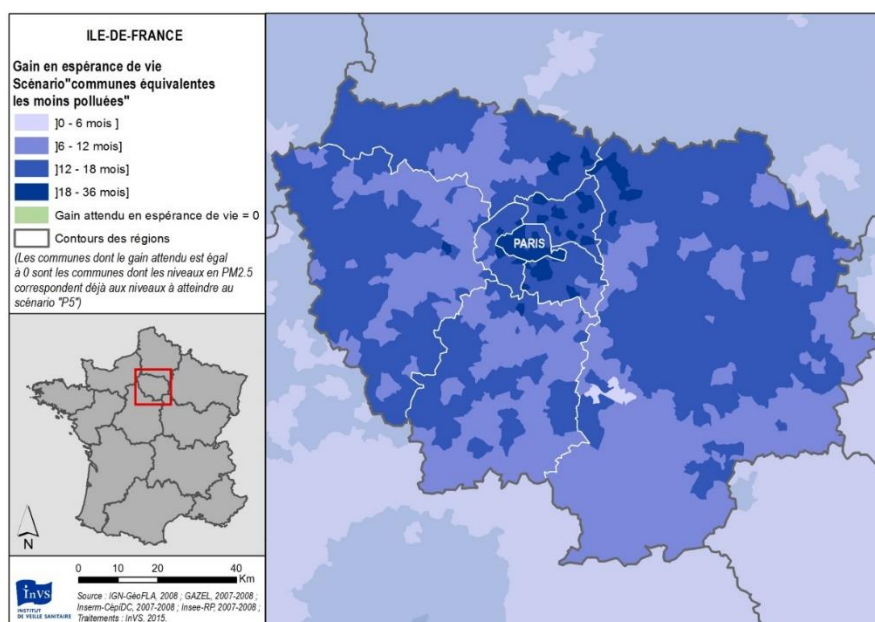 ILE-DE-FRANCE
Gain en espérance de vie
Scénario"communes équivalentes
les moins polluées"
]0 - 6 mois ]
]6 - 12 mois]
]12 - 18 mois]
]18 - 36 mois]
Gain attendu en espérance de vie = 0
Contours des régions
(Les communes dont le gain attendu est égal
à 0 sont les communes dont les niveaux en PM2.5
correspondent déjà aux niveaux à atteindre au
scénario "P5")
PARIS
N
0 10 20 40
Km
InVS
INSTITUT
DE VEILLE SANITAIRE
Source : IGN-GéoFLA, 2008 ; GAZEL, 2007-2008 ;
Inserm-CépiDC, 2007-2008 ; Insee-RP, 2007-2008 ;
Traitements : InVS, 2015.